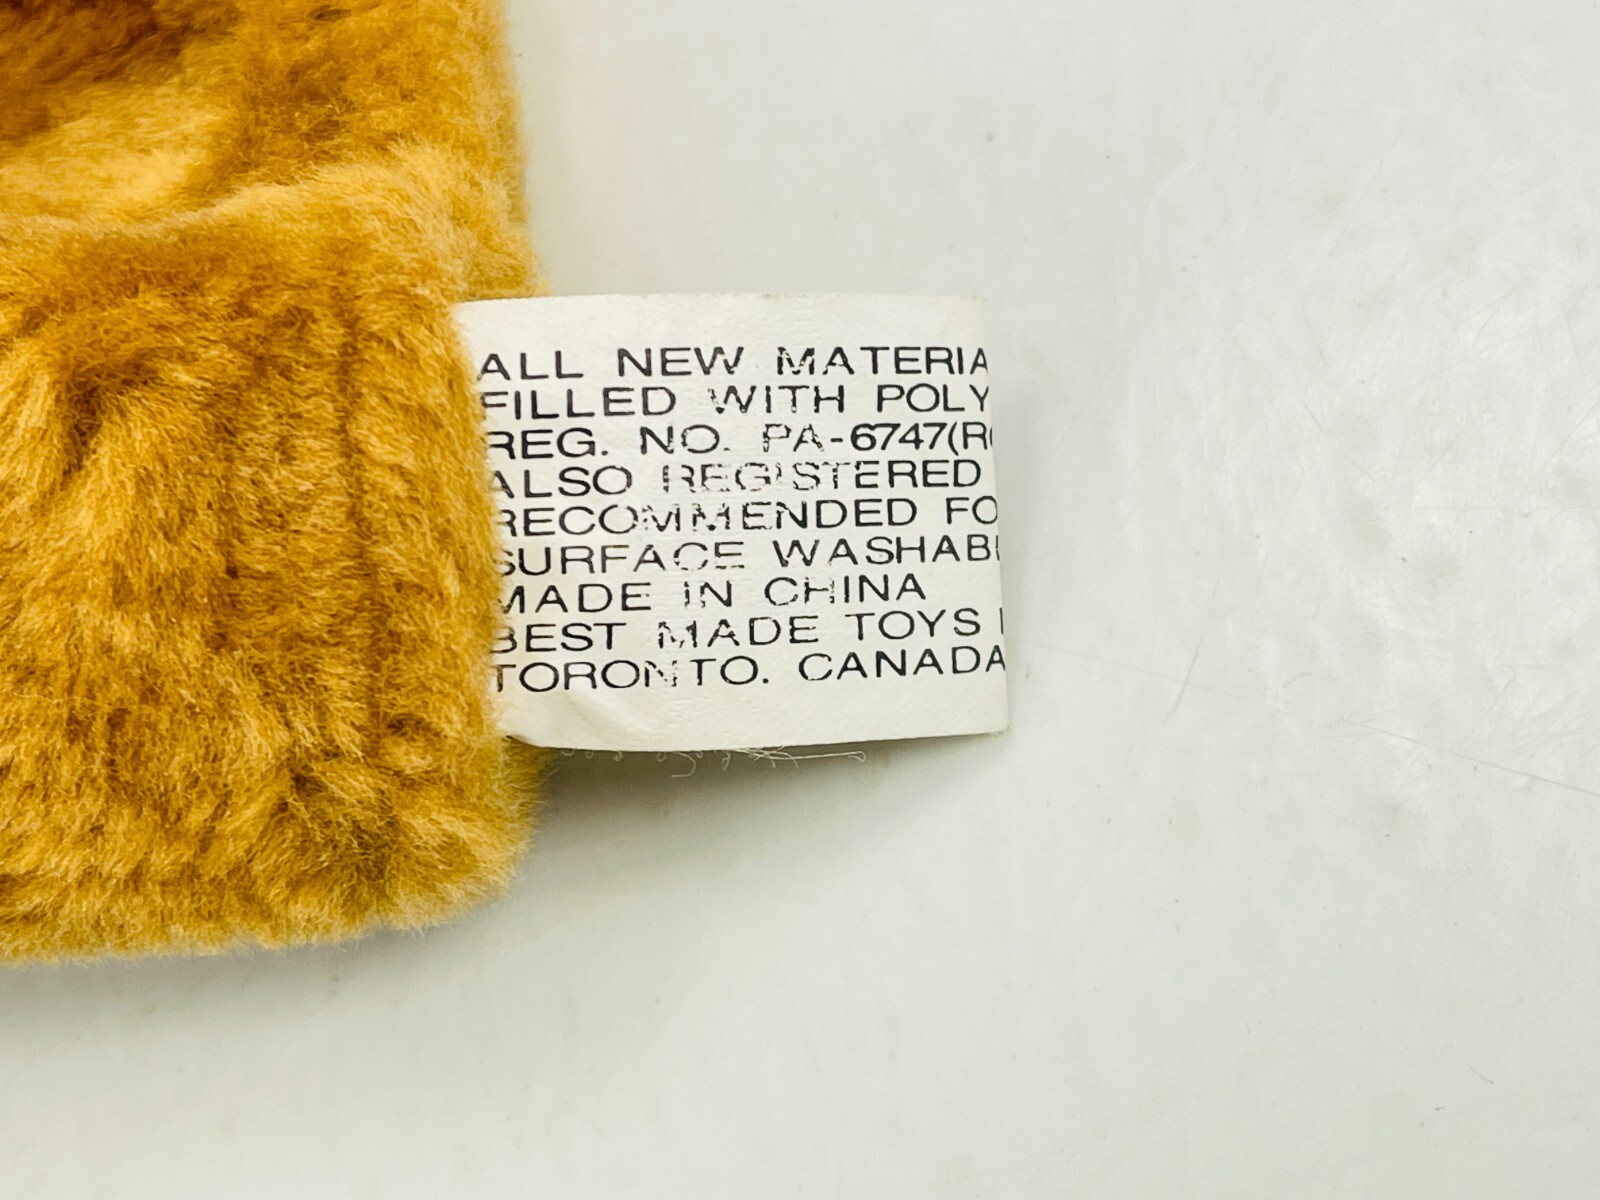 ALL NEW MATERIA
FILLED WITH POLY
REG. NO. PA-6747(R
ALSO REGISTERED
RECOMMENDED FO
SURFACE WASHAB
MADE IN CHINA
BEST MADE TOYS
TORONTO. CANADA